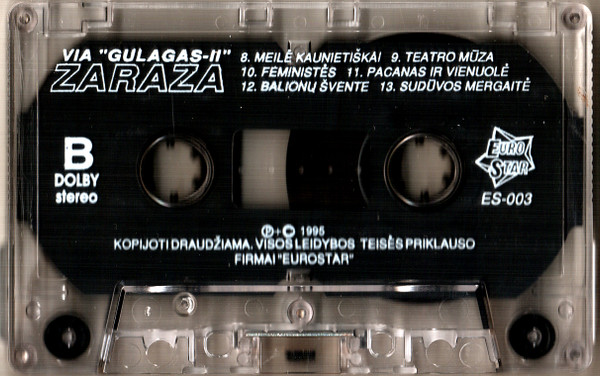 VIA "GULAGAS-II"
ZARAZA
8. MEILĖ KAUNIETIŠKAI 9. TEATRO MŪZA
10. FEMINISTĖS 11. PACANAS IR VIENUOLĖ
12. BALIONŲ ŠVENTE 13. SUDŪVOS MERGAITĖ
B
DOLBY
stereo
EURO
STAR
ES-003
℗+© 1995
KOPIJOTI DRAUDŽIAMA. VISOS LEIDYBOS TEISĖS PRIKLAUSO
FIRMAI "EUROSTAR"